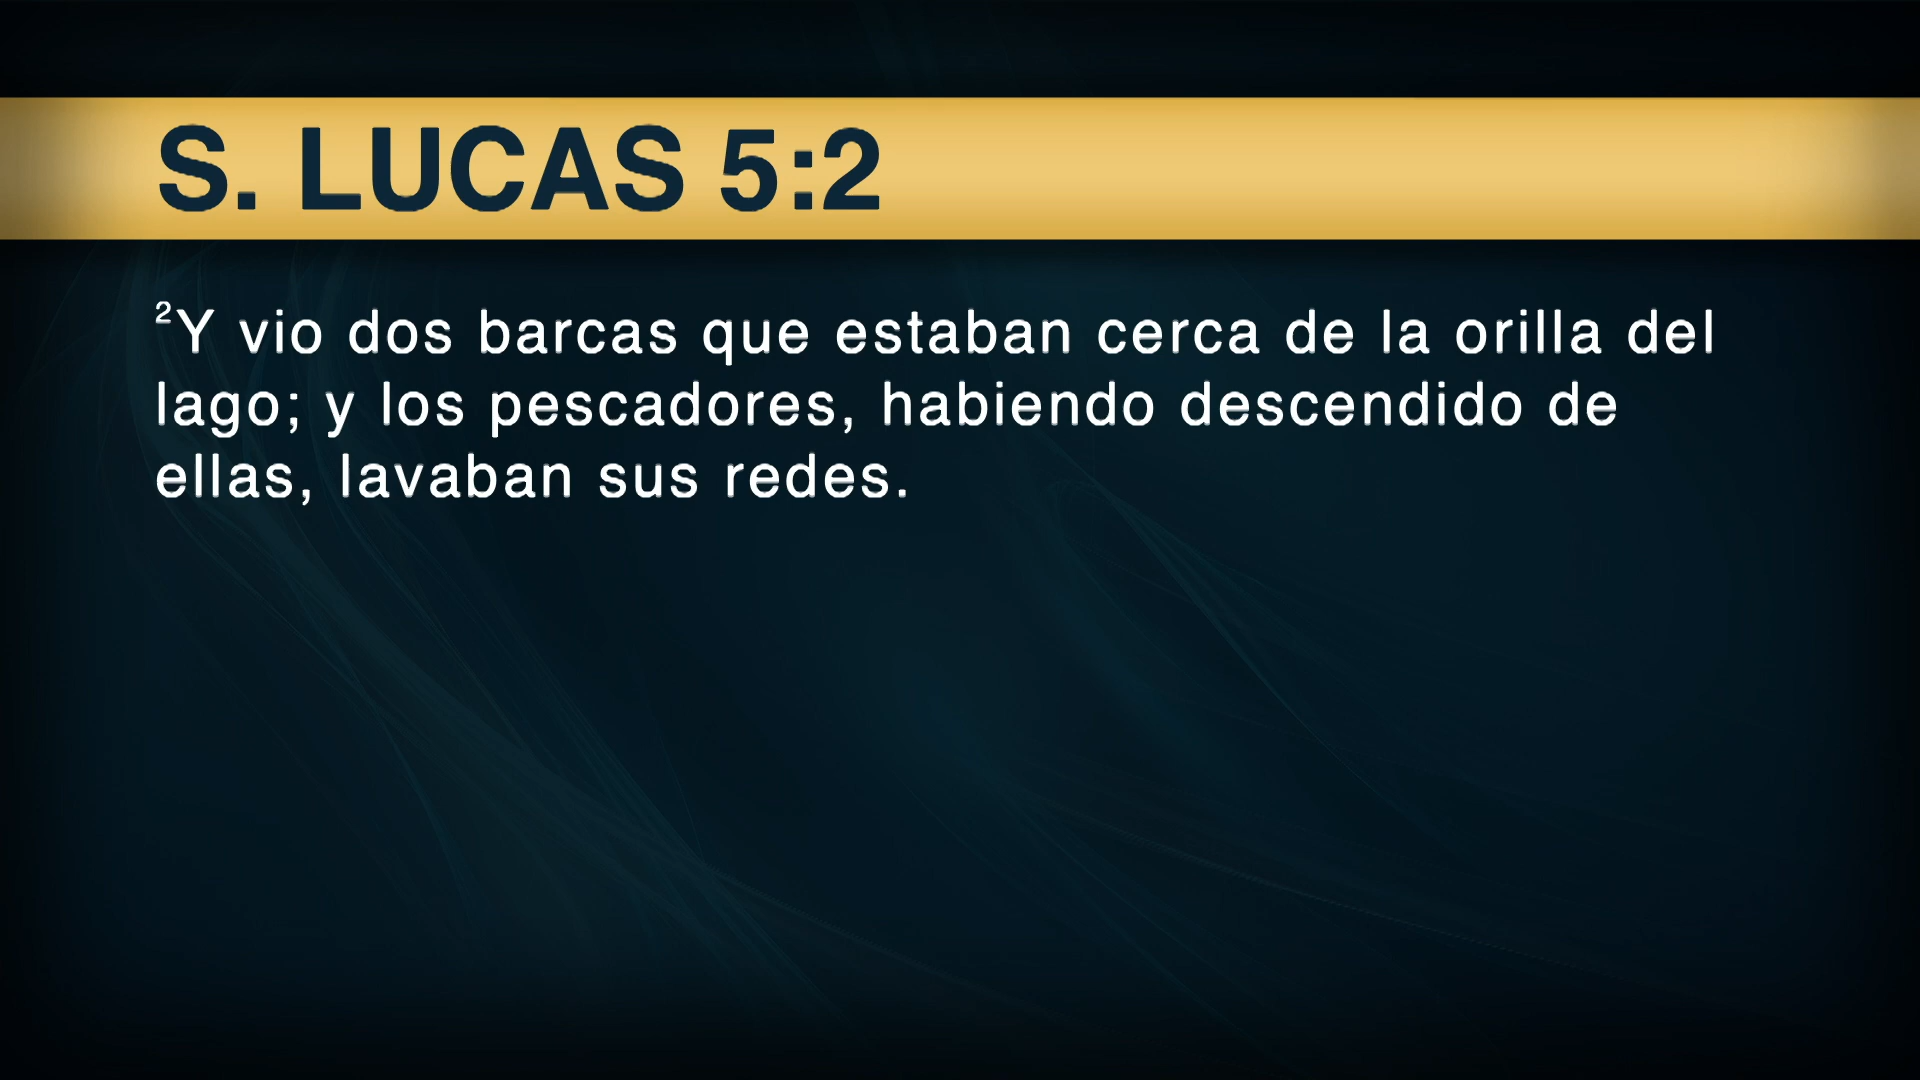 S. LUCAS 5:2
²Y vio dos barcas que estaban cerca de la orilla del
lago; y los pescadores, habiendo descendido de
ellas, lavaban sus redes.